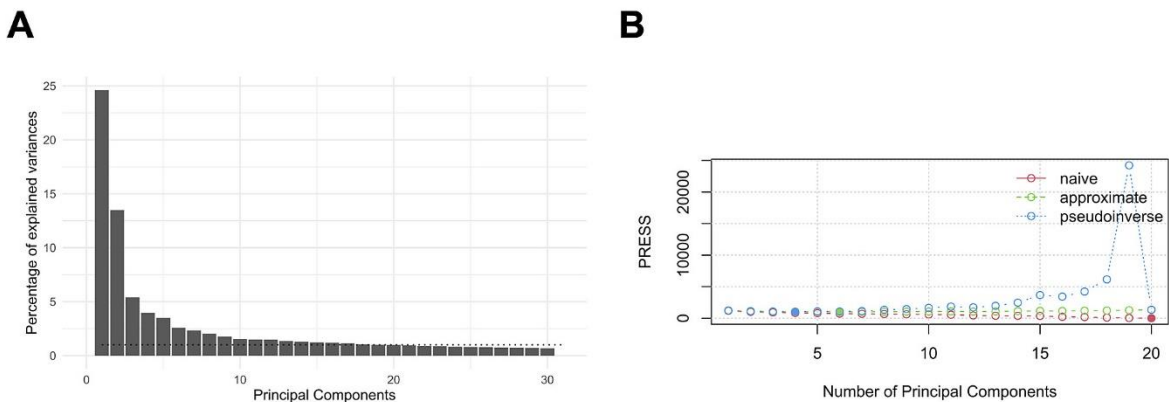 A
Percentage of explained variances
25
20
15
10
5
0
0
10
20
30
Principal Components
B
PRESS
20000
10000
0
naive
approximate
pseudoinverse
5
10
15
20
Number of Principal Components